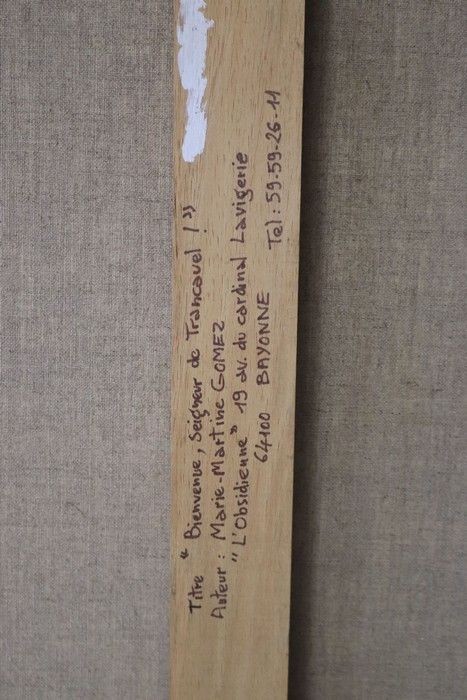 Titre “ Bienvenue, Seigneur de Trancavel ! ”
Auteur : Marie-Martine GOMEZ
“ L'Obsidienne ” 19 av. du cardinal Lavigerie
64100 BAYONNE Tel : 59-59-26-11